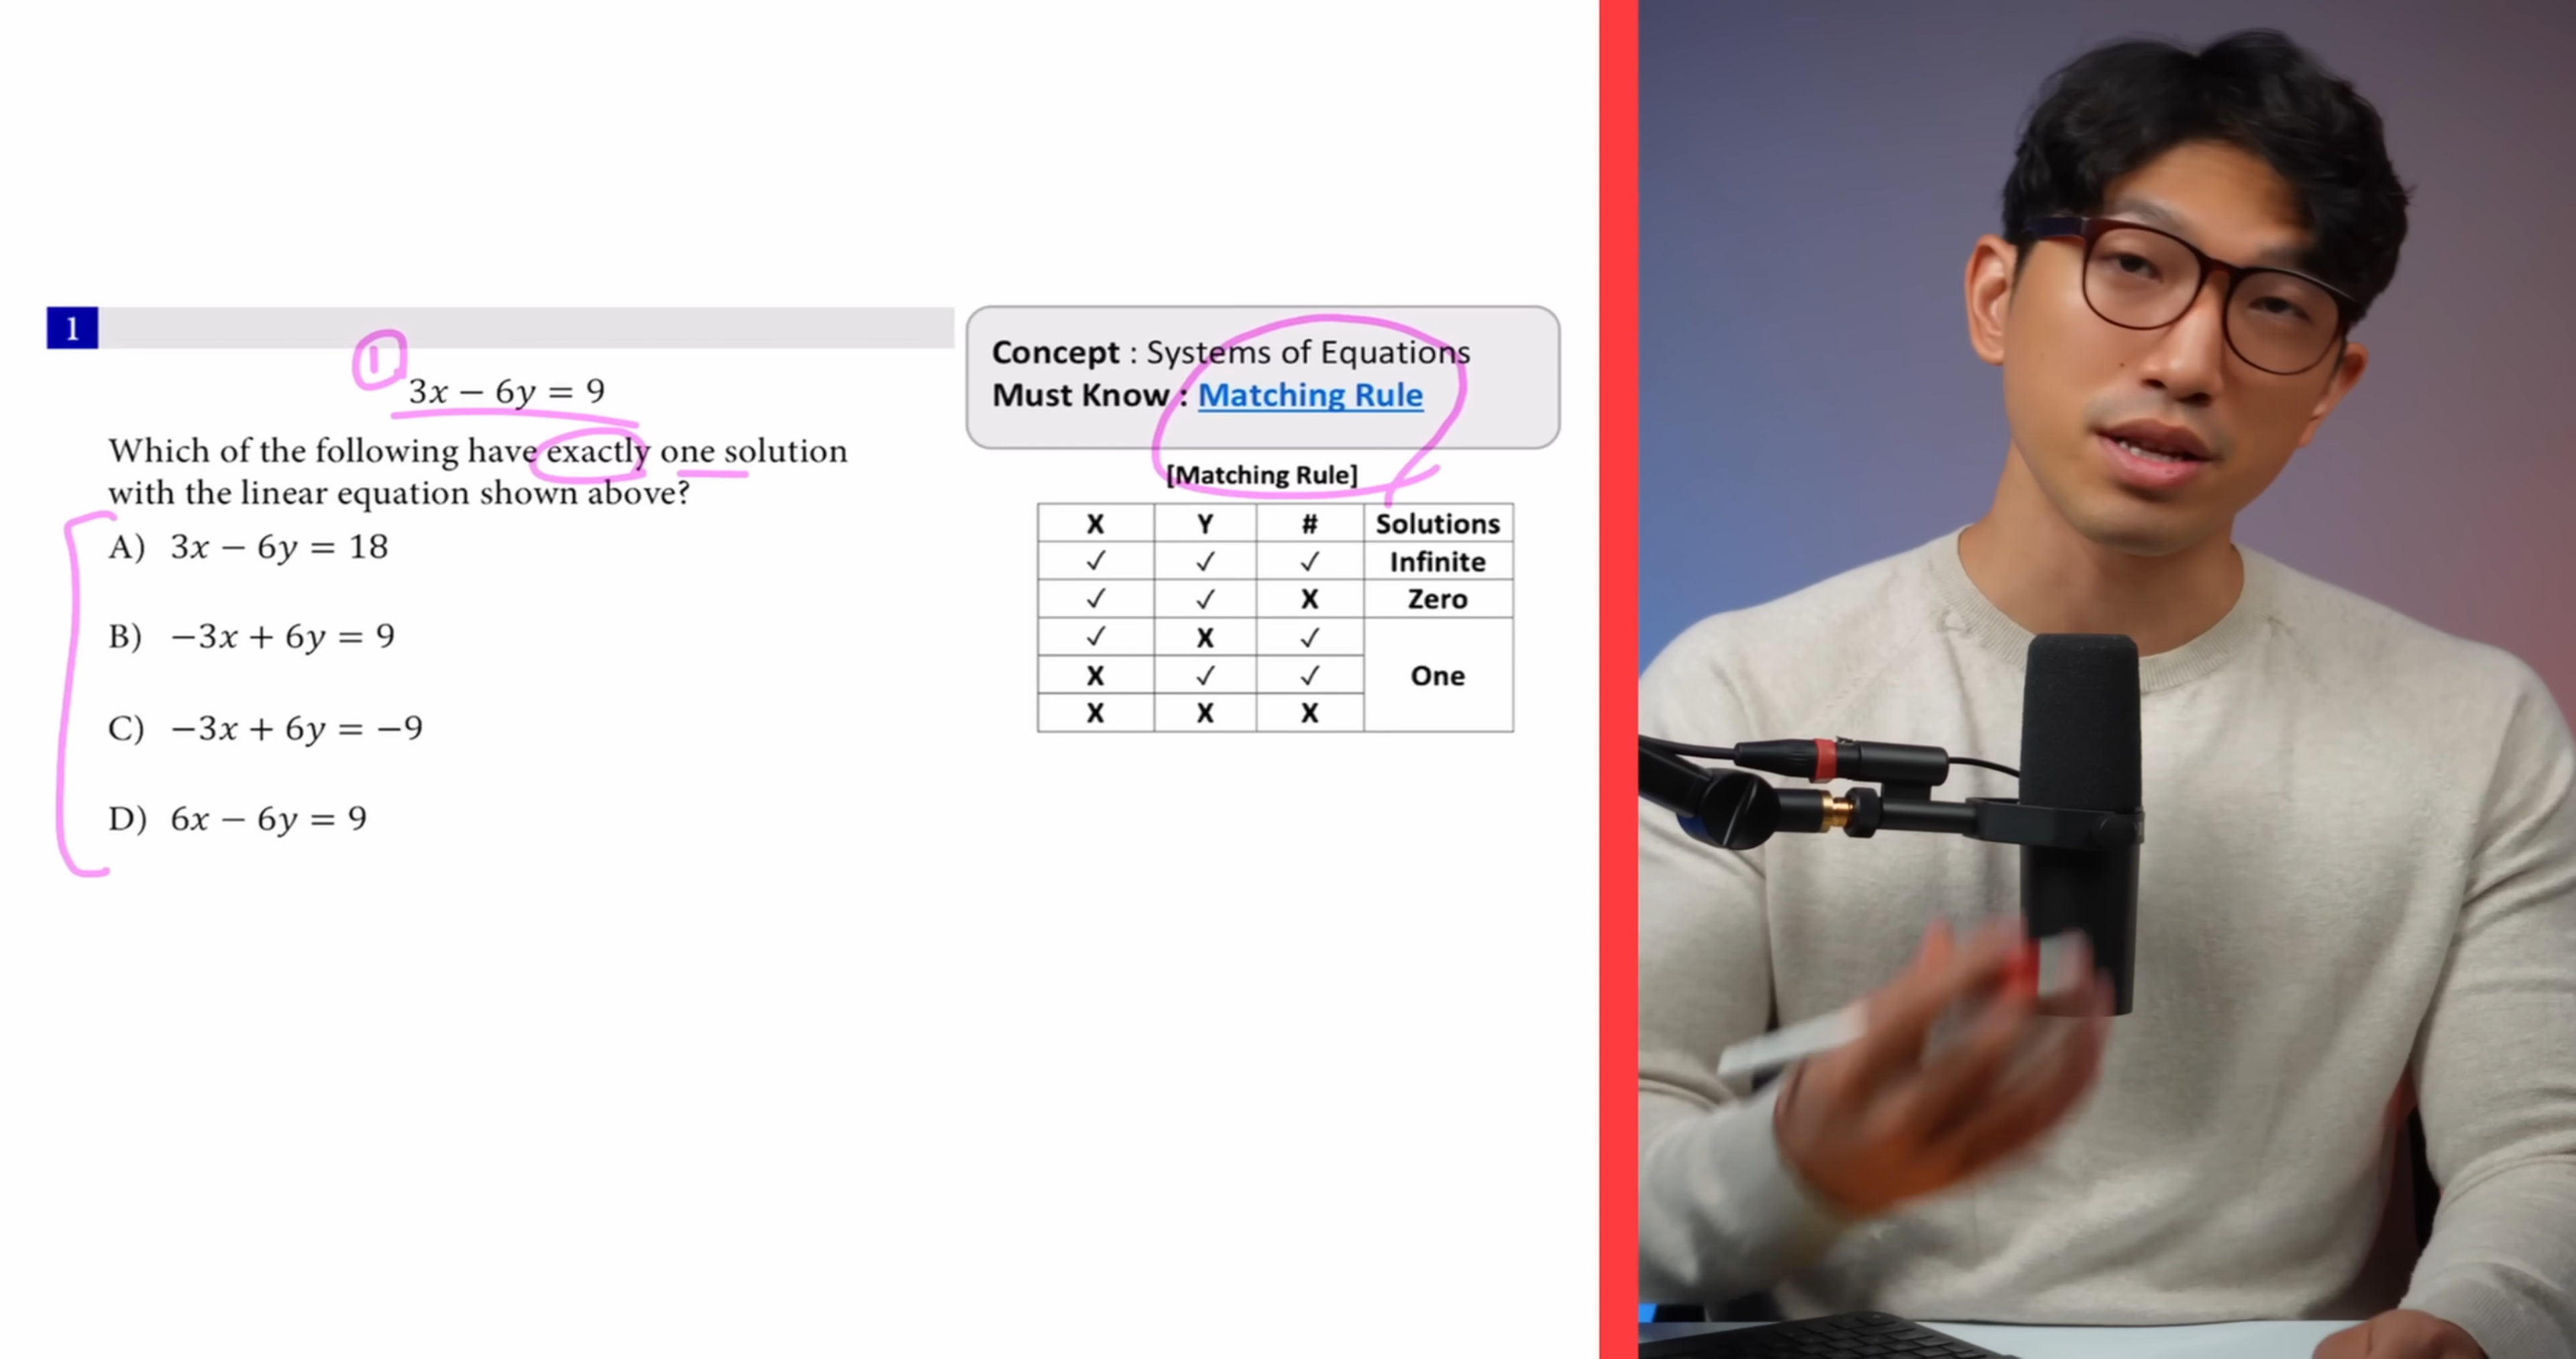 1
①
3x − 6y = 9
Which of the following have exactly one solution
with the linear equation shown above?
A) 3x − 6y = 18
B) −3x + 6y = 9
C) −3x + 6y = −9
D) 6x − 6y = 9
Concept : Systems of Equations
Must Know : Matching Rule
[Matching Rule]
X Y # Solutions
✓ ✓ ✓ Infinite
✓ ✓ X Zero
✓ X ✓
X ✓ ✓ One
X X X